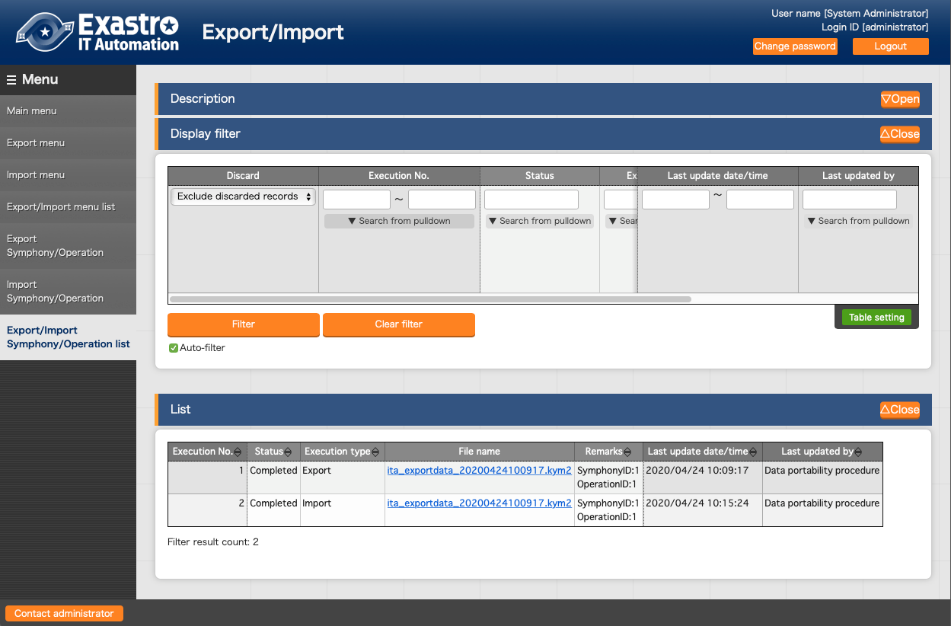 Exastro
IT Automation
Export/Import
User name [System Administrator]
Login ID [administrator]
Change password
Logout
☰ Menu
Main menu
Export menu
Import menu
Export/Import menu list
Export
Symphony/Operation
Import
Symphony/Operation
Export/Import
Symphony/Operation list
Description
▽Open
Display filter
△Close
Discard Execution No. Status Ex Last update date/time Last updated by
Exclude discarded records
~ ~
▼ Search from pulldown ▼ Search from pulldown ▼ Sear ▼ Search from pulldown
Filter Clear filter
Table setting
Auto-filter
List
△Close
Execution No. Status Execution type File name Remarks Last update date/time Last updated by
1 Completed Export ita_exportdata_20200424100917.kym2 SymphonyID:1 2020/04/24 10:09:17 Data portability procedure
OperationID:1
2 Completed Import ita_exportdata_20200424100917.kym2 SymphonyID:1 2020/04/24 10:15:24 Data portability procedure
OperationID:1
Filter result count: 2
Contact administrator